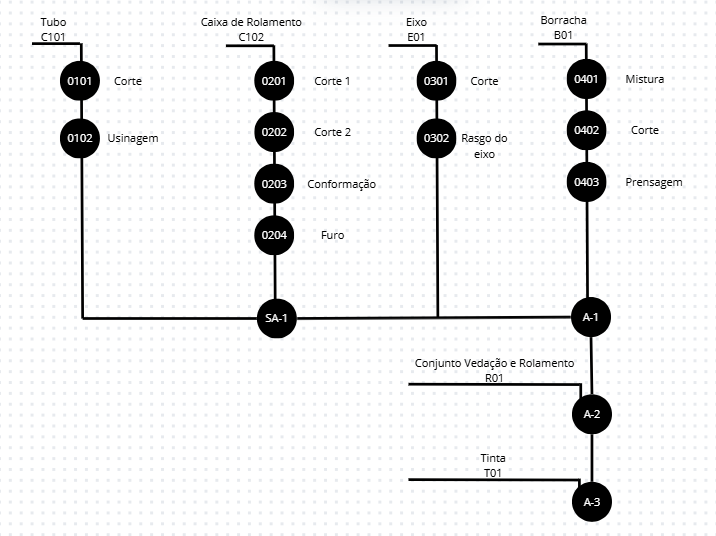 Tubo
C101
Caixa de Rolamento
C102
Eixo
E01
Borracha
B01
0101 Corte
0201 Corte 1
0301 Corte
0401 Mistura
0102 Usinagem
0202 Corte 2
0302 Rasgo do
eixo
0402 Corte
0203 Conformação
0403 Prensagem
0204 Furo
SA-1
A-1
Conjunto Vedação e Rolamento
R01
A-2
Tinta
T01
A-3